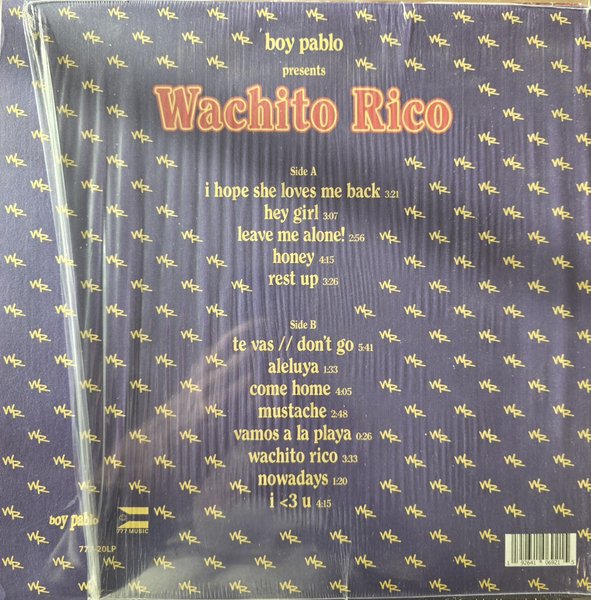 boy pablo
presents
Wachito Rico
Side A
i hope she loves me back 3:21
hey girl 3:07
leave me alone! 2:56
honey 4:15
rest up 3:26
Side B
te vas // don't go 5:41
aleluya 1:33
come home 4:05
mustache 2:48
vamos a la playa 0:26
wachito rico 3:33
nowadays 1:20
i <3 u 4:15
boy pablo
777 MUSIC
1 92641 06921